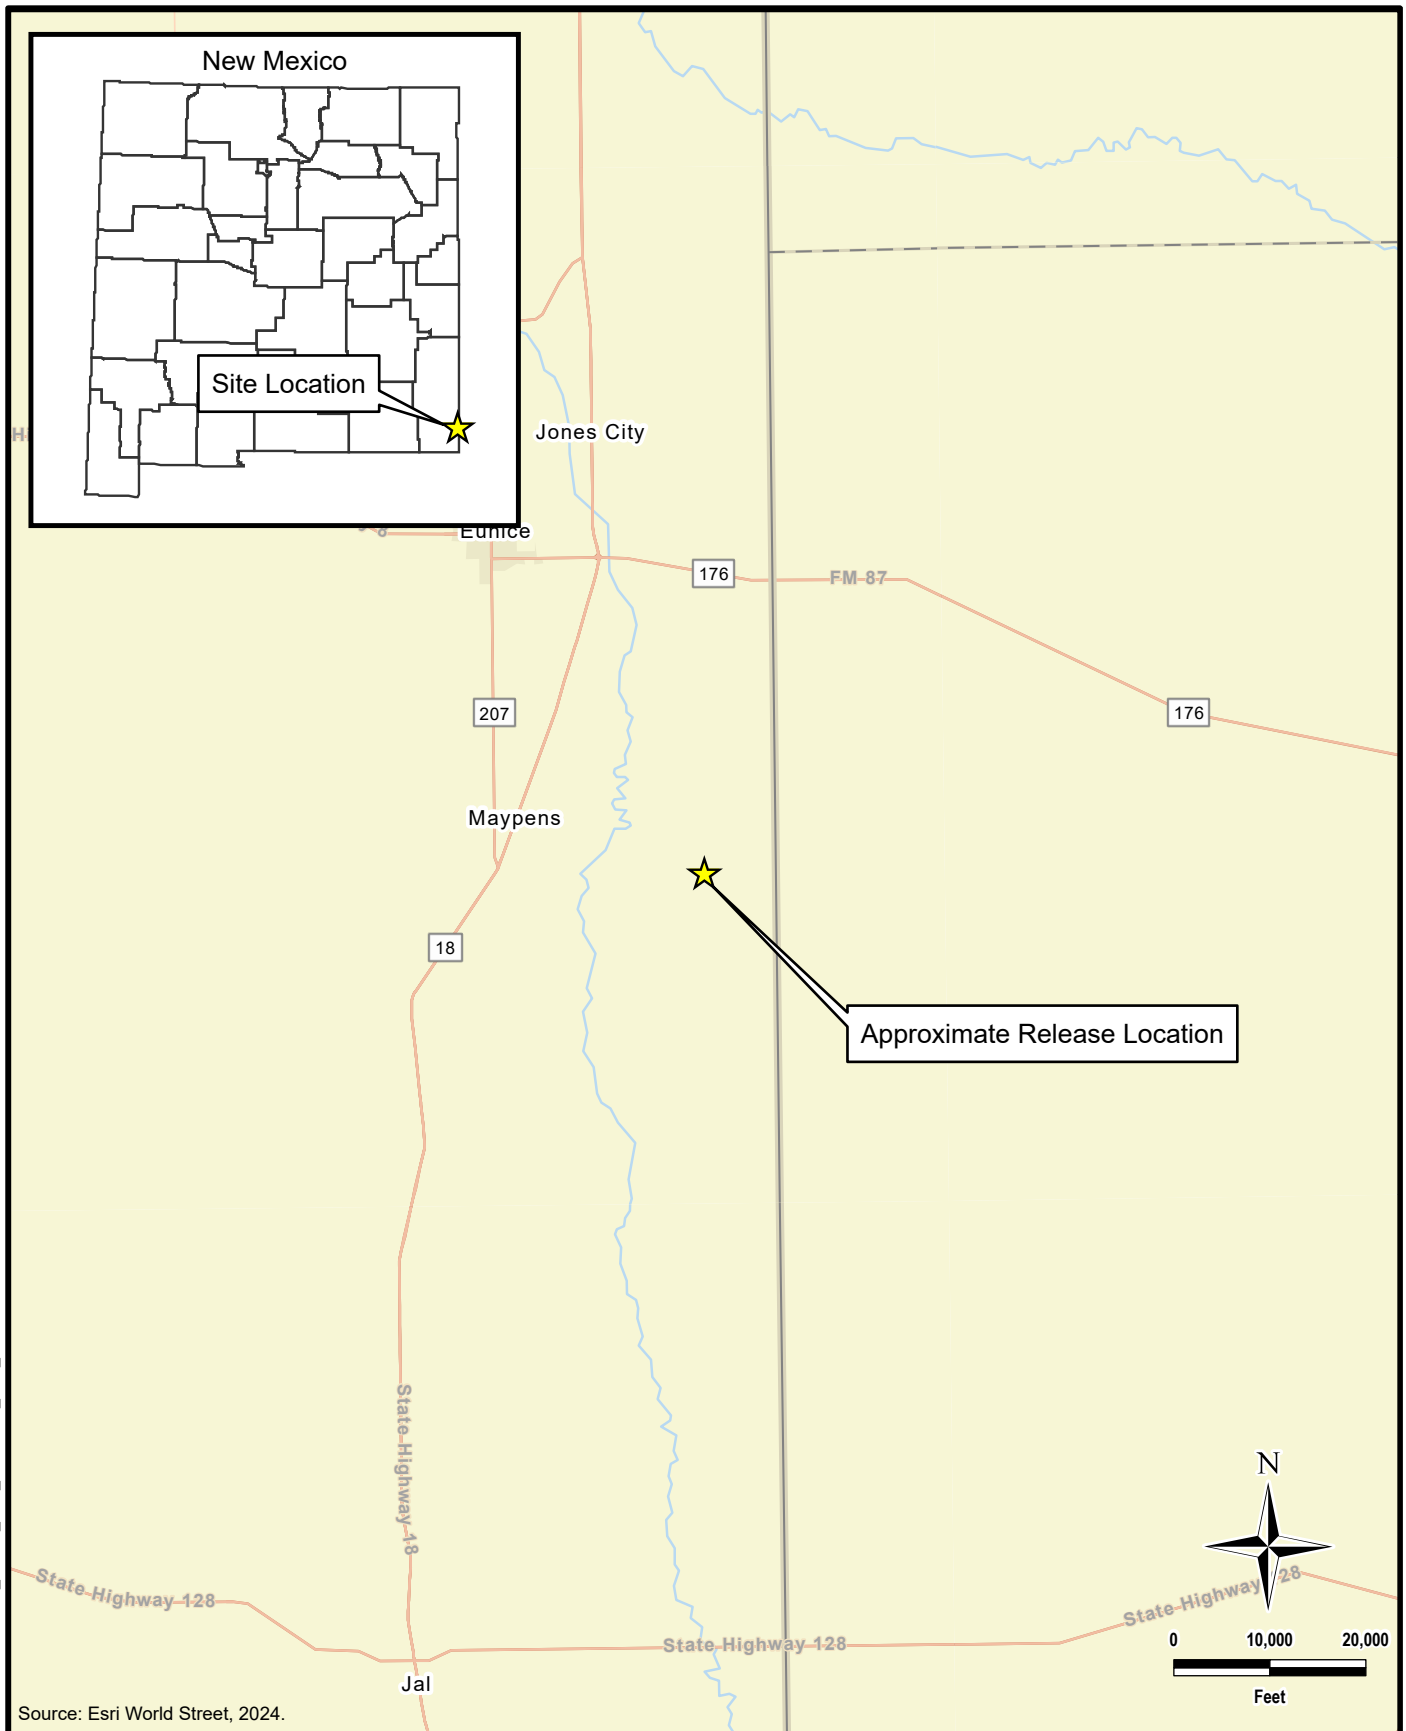 New Mexico
Site Location
Jones City
Eunice
176
FM 87
207
176
Maypens
18
Approximate Release Location
State Highway 18
N
State Highway 128
State Highway 128
State Highway 128
0 10,000 20,000
Feet
Jal
Source: Esri World Street, 2024.